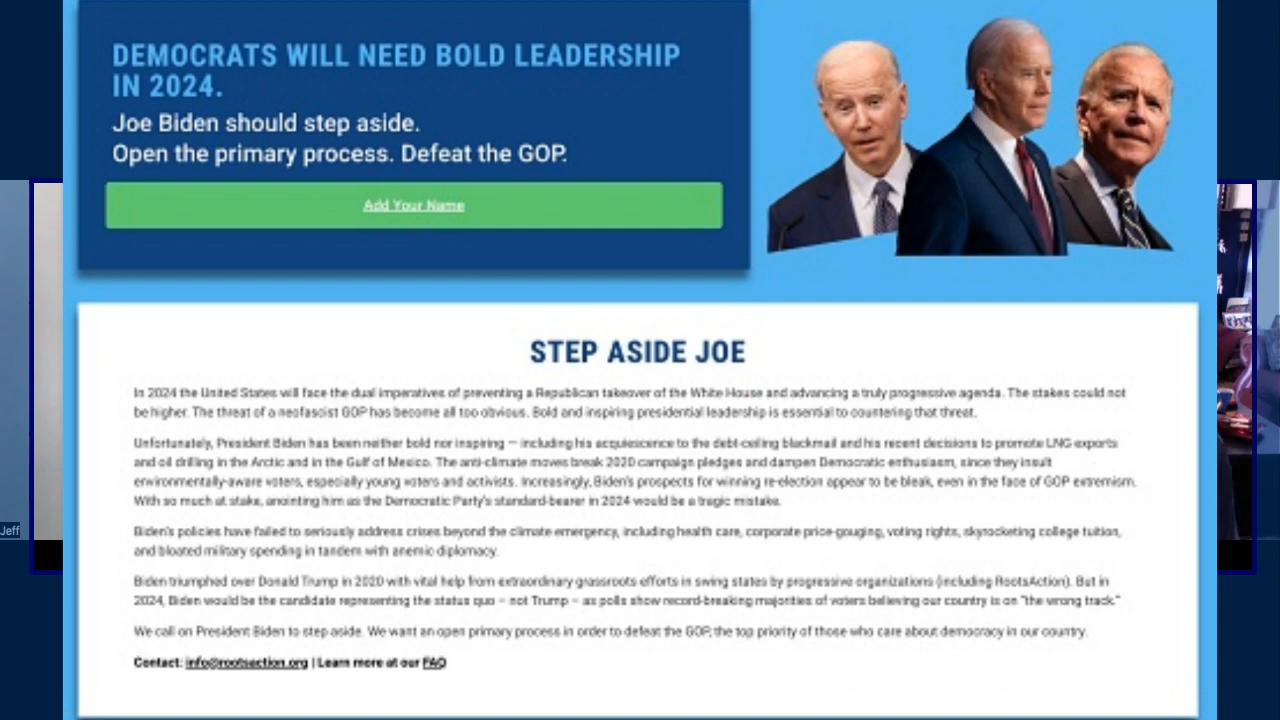 DEMOCRATS WILL NEED BOLD LEADERSHIP
IN 2024.
Joe Biden should step aside.
Open the primary process. Defeat the GOP.
Add Your Name
STEP ASIDE JOE
In 2024 the United States will face the dual imperatives of preventing a Republican takeover of the White House and advancing a truly progressive agenda. The stakes could not
be higher. The threat of a neofascist GOP has become all too obvious. Bold and inspiring presidential leadership is essential to countering that threat.
Unfortunately, President Biden has been neither bold nor inspiring — including his acquiescence to the debt-ceiling blackmail and his recent decisions to promote LNG exports
and oil drilling in the Arctic and in the Gulf of Mexico. The anti-climate moves break 2020 campaign pledges and dampen Democratic enthusiasm, since they insult
environmentally-aware voters, especially young voters and activists. Increasingly, Biden's prospects for winning re-election appear to be bleak, even in the face of GOP extremism.
With so much at stake, anointing him as the Democratic Party's standard-bearer in 2024 would be a tragic mistake.
Biden's policies have failed to seriously address crises beyond the climate emergency, including health care, corporate price-gouging, voting rights, skyrocketing college tuition,
and bloated military spending in tandem with anemic diplomacy.
Biden triumphed over Donald Trump in 2020 with vital help from extraordinary grassroots efforts in swing states by progressive organizations (including RootsAction). But in
2024, Biden would be the candidate representing the status quo – not Trump – as polls show record-breaking majorities of voters believing our country is on "the wrong track."
We call on President Biden to step aside. We want an open primary process in order to defeat the GOP, the top priority of those who care about democracy in our country.
Contact: info@rootsaction.org | Learn more at our FAQ
Jeff